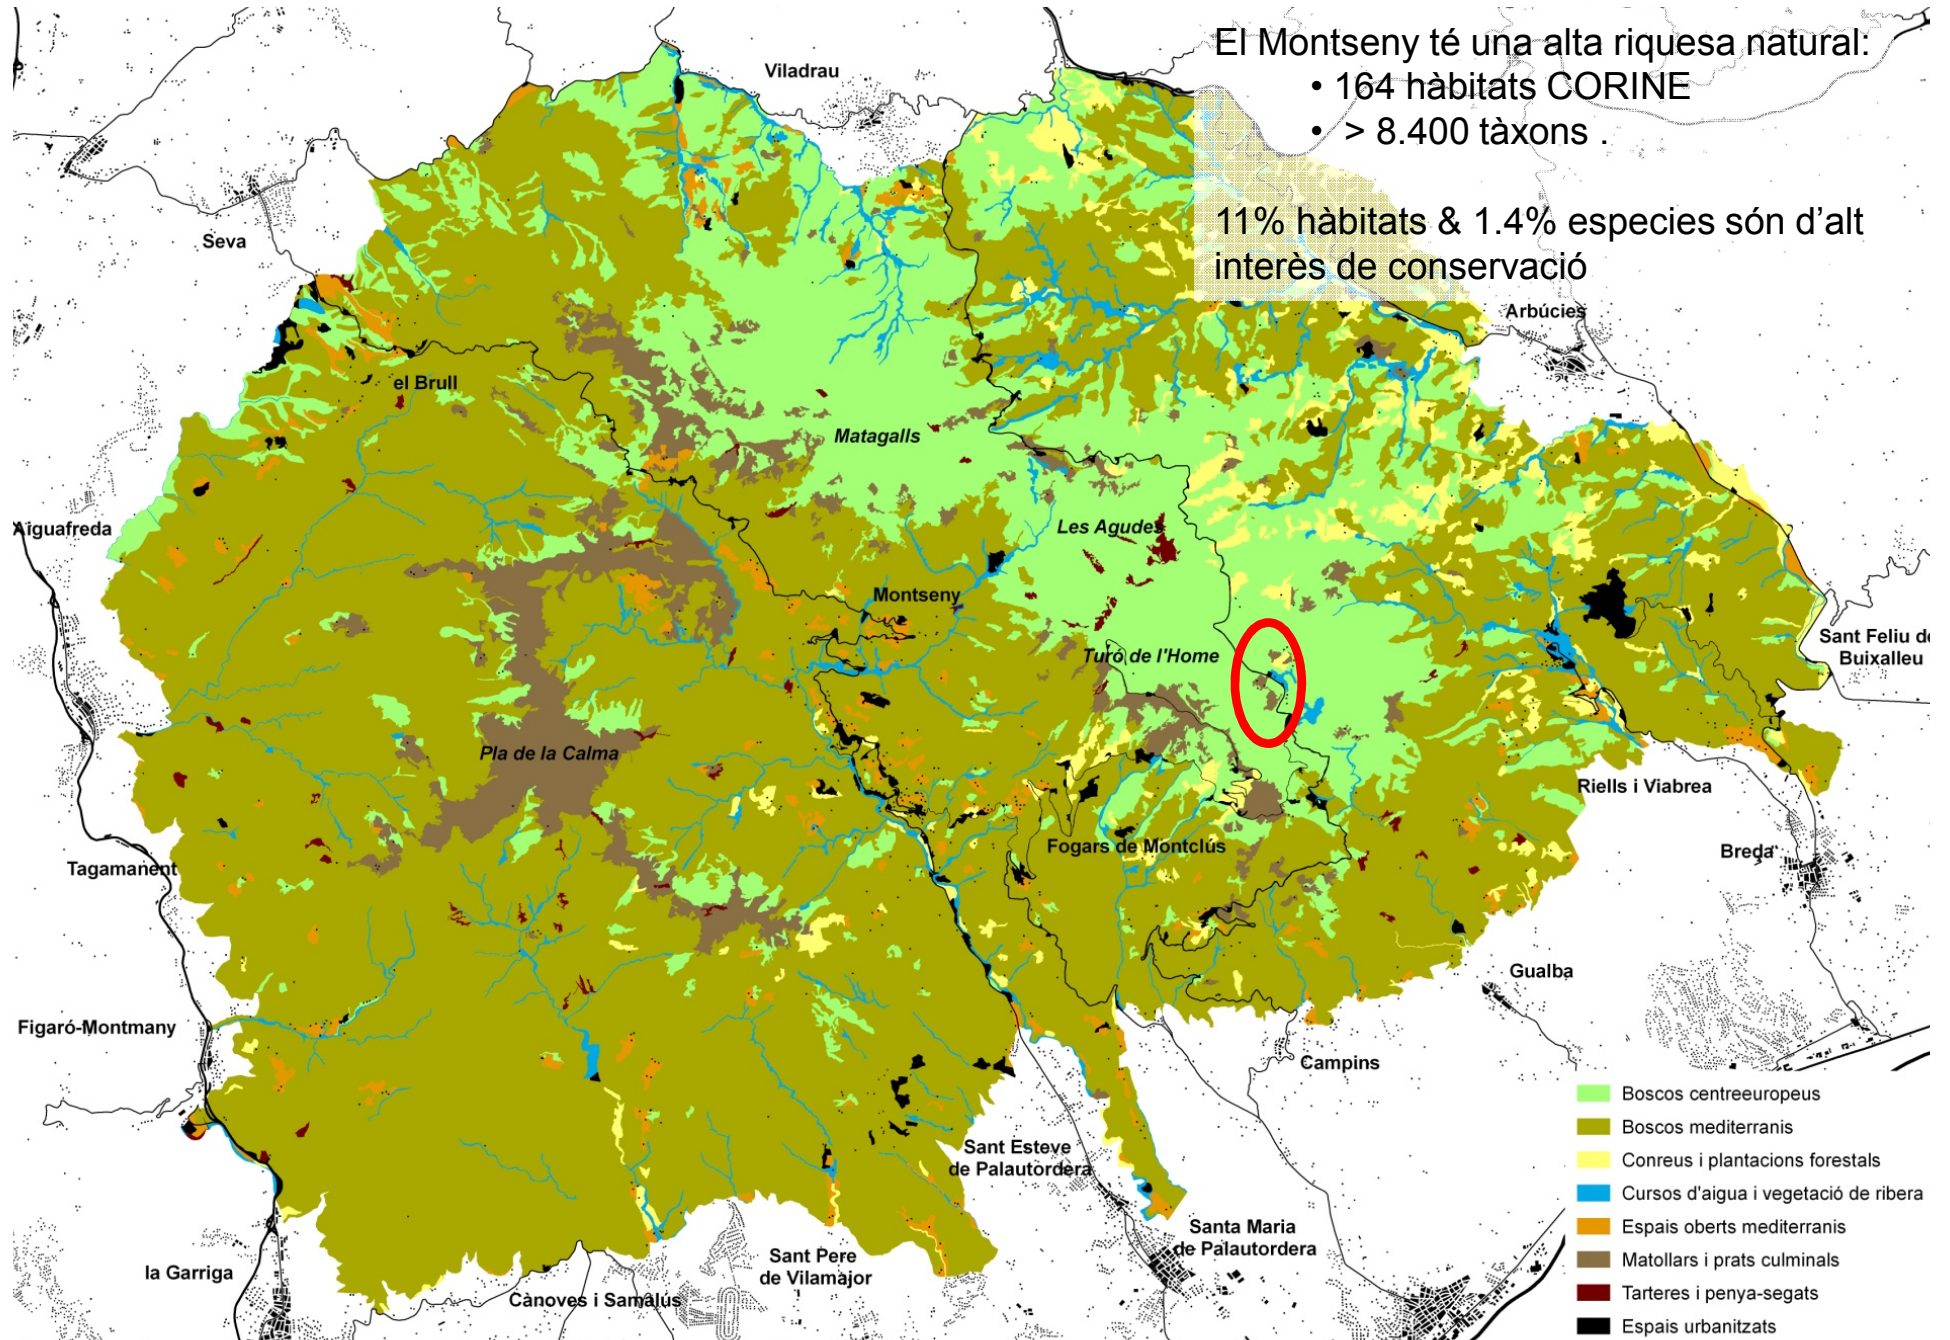 El Montseny té una alta riquesa natural:
• 164 hàbitats CORINE
• > 8.400 tàxons .
11% hàbitats & 1.4% especies són d'alt
interès de conservació
Viladrau
Seva
Arbúcies
el Brull
Matagalls
Aiguafreda
Les Agudes
Montseny
Sant Feliu de
Buixalleu
Turó de l'Home
Pla de la Calma
Riells i Viabrea
Fogars de Montclús
Breda
Tagamanent
Gualba
Figaró-Montmany
Campins
Sant Esteve
de Palautordera
Santa Maria
de Palautordera
Sant Pere
de Vilamajor
la Garriga
Cànoves i Samalús
Boscos centreeuropeus
Boscos mediterranis
Conreus i plantacions forestals
Cursos d'aigua i vegetació de ribera
Espais oberts mediterranis
Matollars i prats culminals
Tarteres i penya-segats
Espais urbanitzats